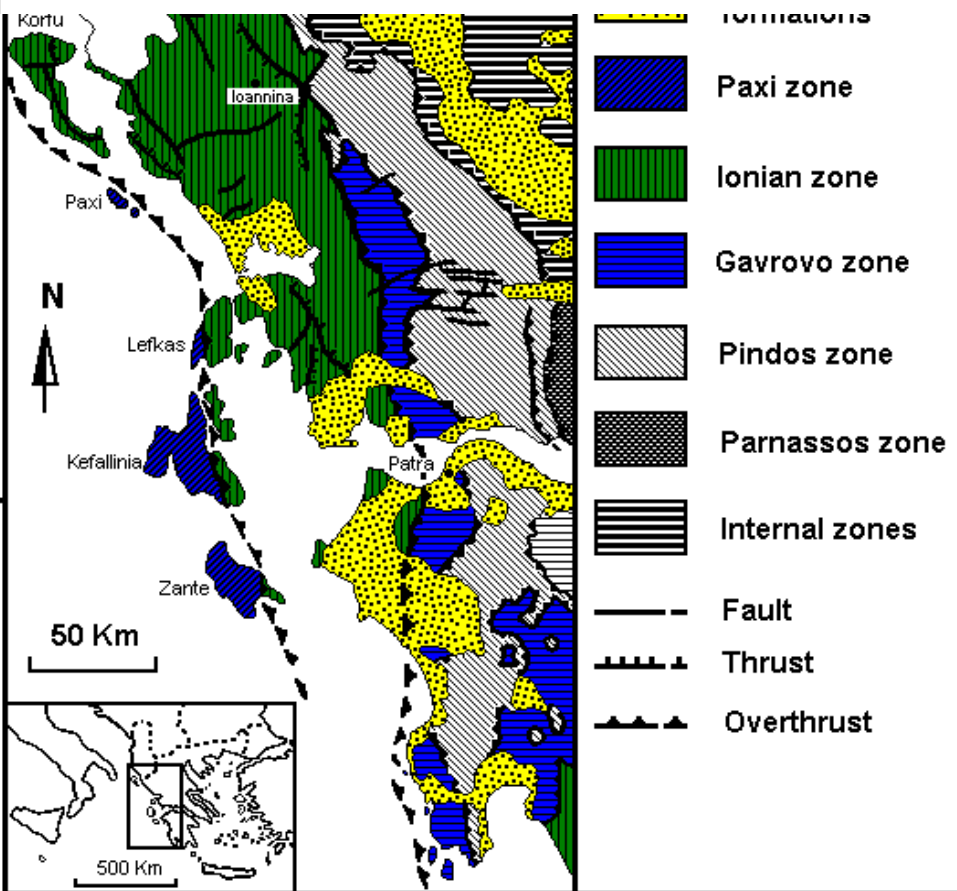 Korfu
Ioannina
Paxi
N
Lefkas
Kefallinia
Patra
Zante
50 Km
500 Km
formations
Paxi zone
Ionian zone
Gavrovo zone
Pindos zone
Parnassos zone
Internal zones
Fault
Thrust
Overthrust